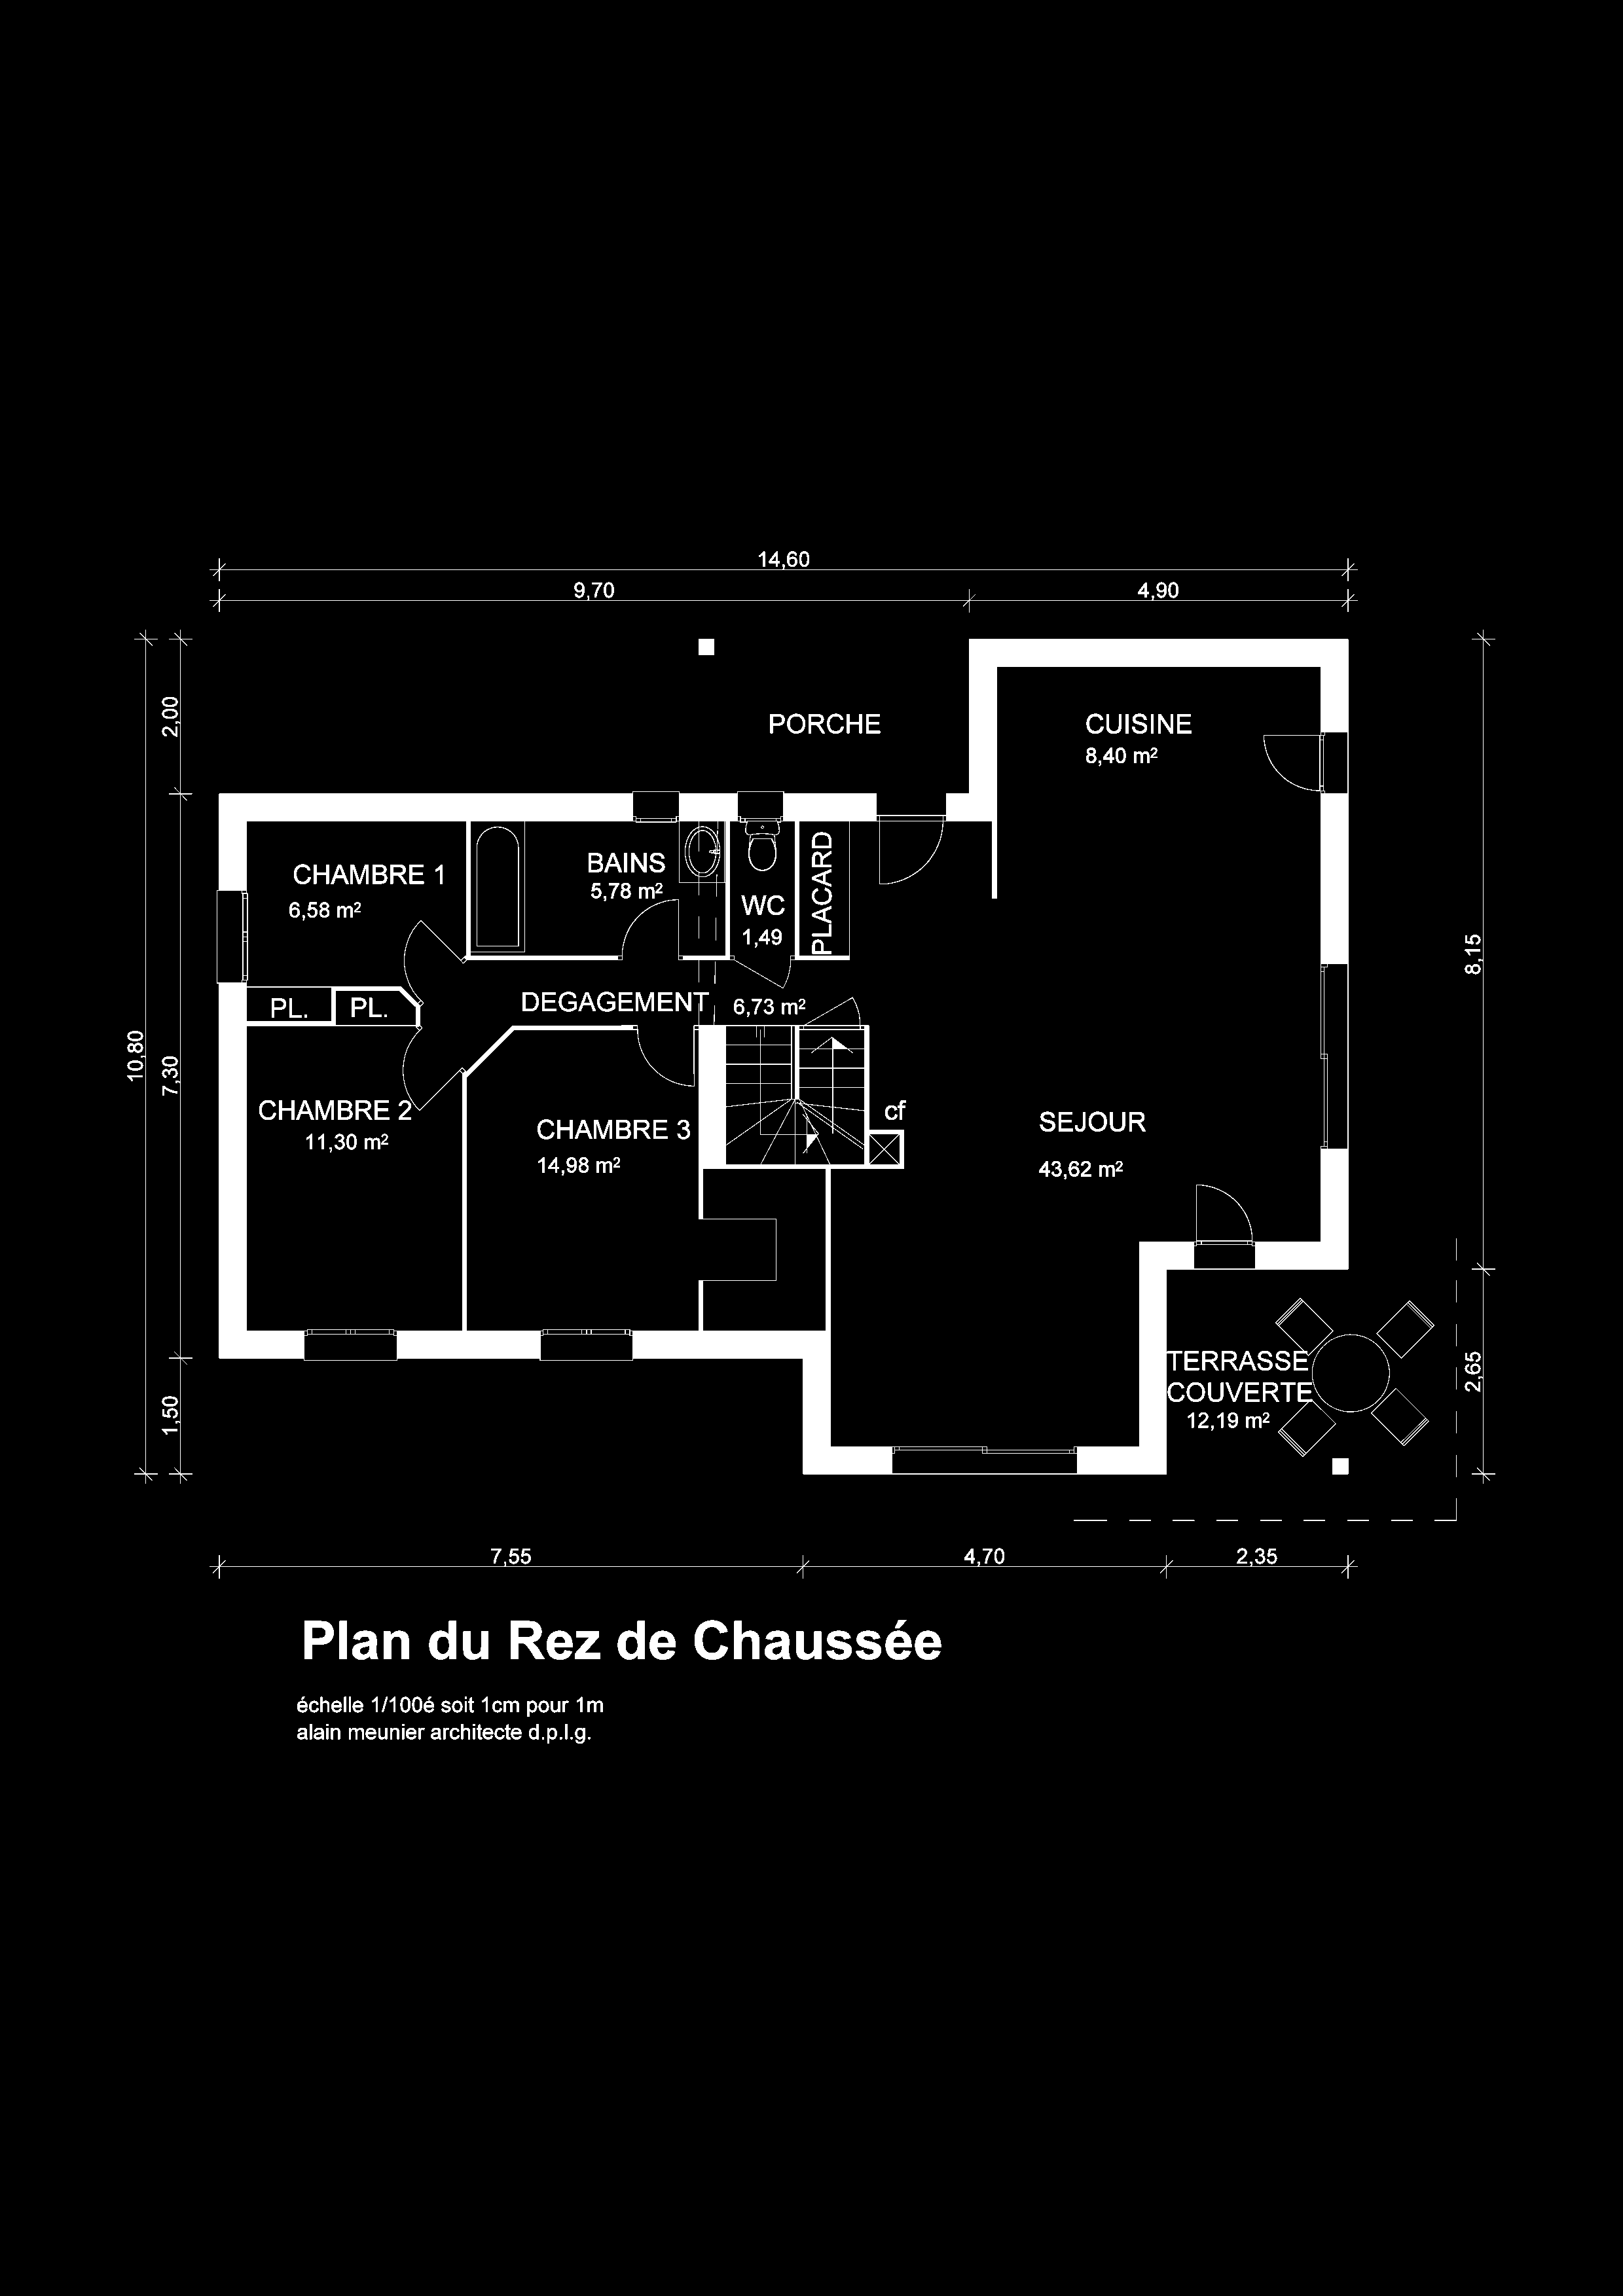 14,60
9,70
4,90
2,00
PORCHE
CUISINE
8,40 m²
BAINS
5,78 m²
CHAMBRE 1
6,58 m²
PLACARD
WC
1,49
8,15
PL.
PL.
DEGAGEMENT
6,73 m²
10,80
7,30
CHAMBRE 2
11,30 m²
CHAMBRE 3
14,98 m²
cf
SEJOUR
43,62 m²
TERRASSE
COUVERTE
12,19 m²
2,65
1,50
7,55
4,70
2,35
Plan du Rez de Chaussée
échelle 1/100é soit 1cm pour 1m
alain meunier architecte d.p.l.g.